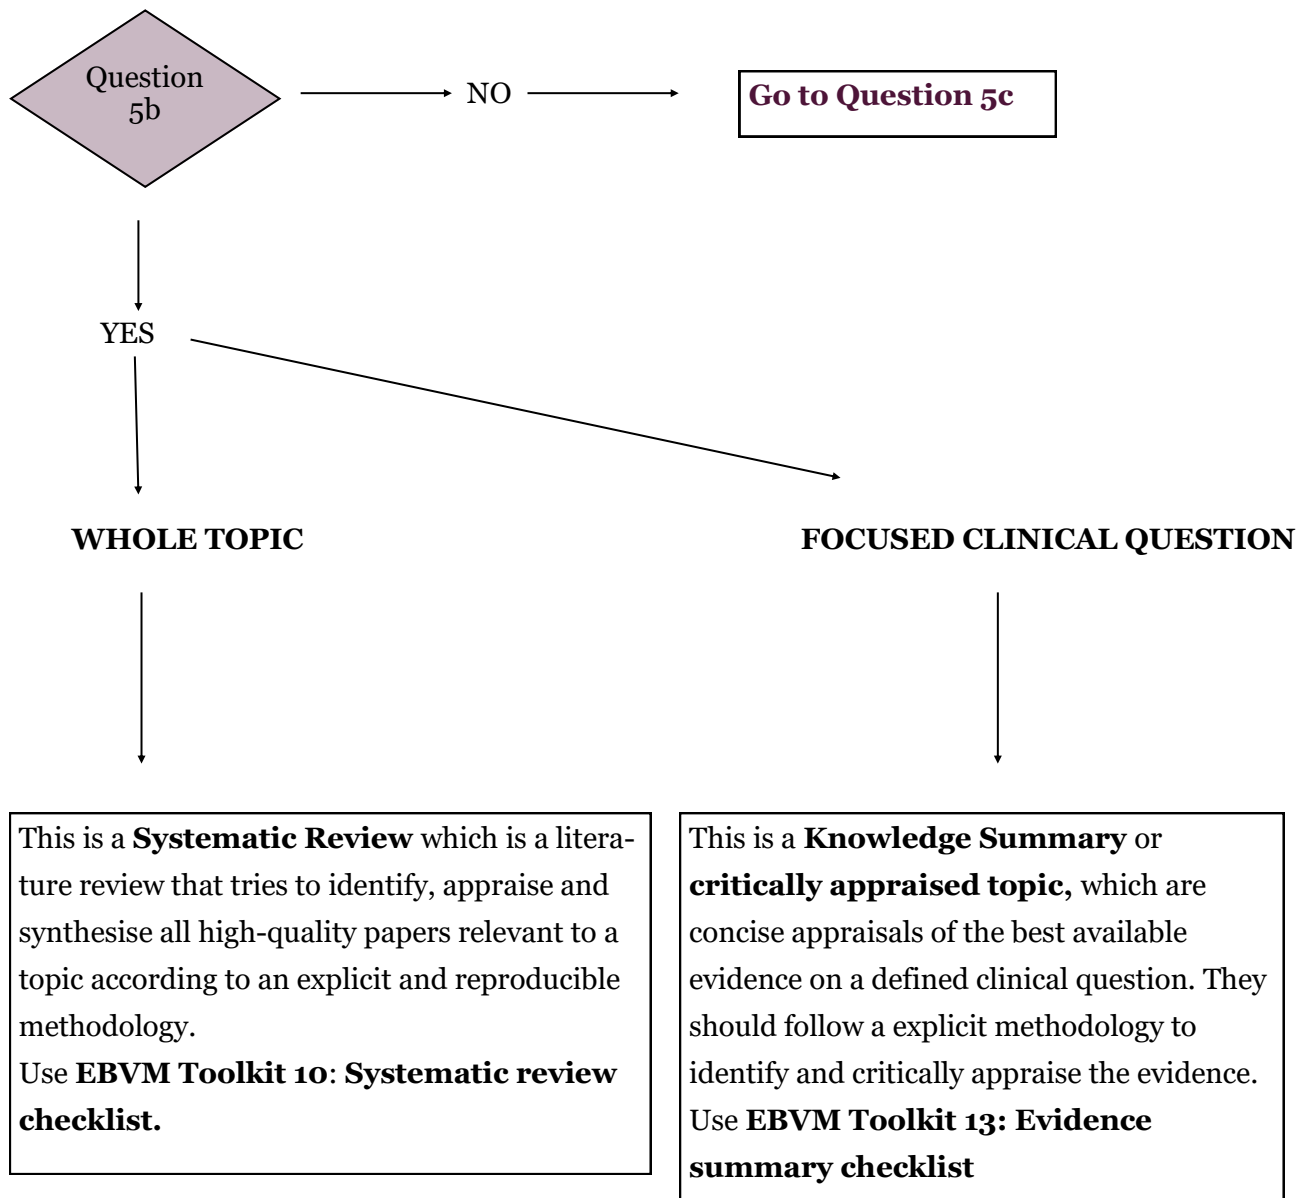 Question
5b
NO
Go to Question 5c
YES
WHOLE TOPIC
FOCUSED CLINICAL QUESTION
This is a Systematic Review which is a litera-
ture review that tries to identify, appraise and
synthesise all high-quality papers relevant to a
topic according to an explicit and reproducible
methodology.
Use EBVM Toolkit 10: Systematic review
checklist.
This is a Knowledge Summary or
critically appraised topic, which are
concise appraisals of the best available
evidence on a defined clinical question. They
should follow a explicit methodology to
identify and critically appraise the evidence.
Use EBVM Toolkit 13: Evidence
summary checklist